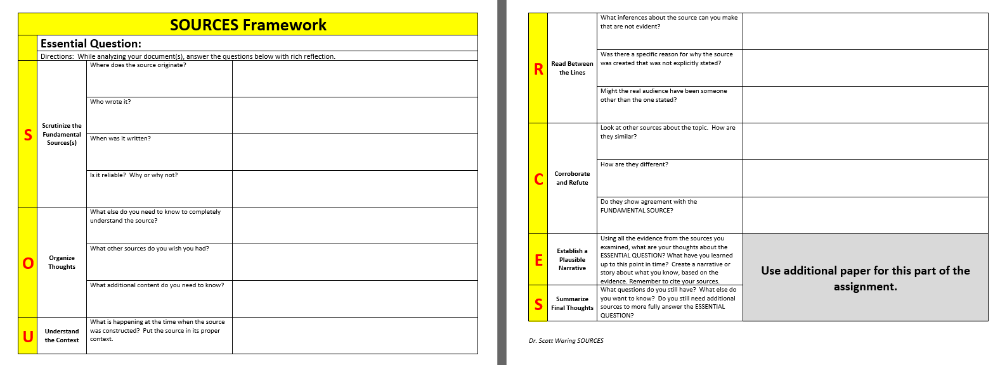 SOURCES Framework
Essential Question:
Directions:  While analyzing your document(s), answer the questions below with rich reflection.
S
Scrutinize the
Fundamental
Sources(s)
Where does the source originate?
Who wrote it?
When was it written?
Is it reliable?  Why or why not?
O
Organize
Thoughts
What else do you need to know to completely
understand the source?
What other sources do you wish you had?
What additional content do you need to know?
U
Understand
the Context
What is happening at the time when the source
was constructed?  Put the source in its proper
context.
R
Read Between
the Lines
What inferences about the source can you make
that are not evident?
Was there a specific reason for why the source
was created that was not explicitly stated?
Might the real audience have been someone
other than the one stated?
C
Corroborate
and Refute
Look at other sources about the topic.  How are
they similar?
How are they different?
Do they show agreement with the
FUNDAMENTAL SOURCE?
E
Establish a
Plausible
Narrative
Using all the evidence from the sources you
examined, what are your thoughts about the
ESSENTIAL QUESTION? What have you learned
up to this point in time?  Create a narrative or
story about what you know, based on the
evidence. Remember to cite your sources.
Use additional paper for this part of the
assignment.
S
Summarize
Final Thoughts
What questions do you still have?  What else do
you want to know?  Do you still need additional
sources to more fully answer the ESSENTIAL
QUESTION?
Dr. Scott Waring SOURCES